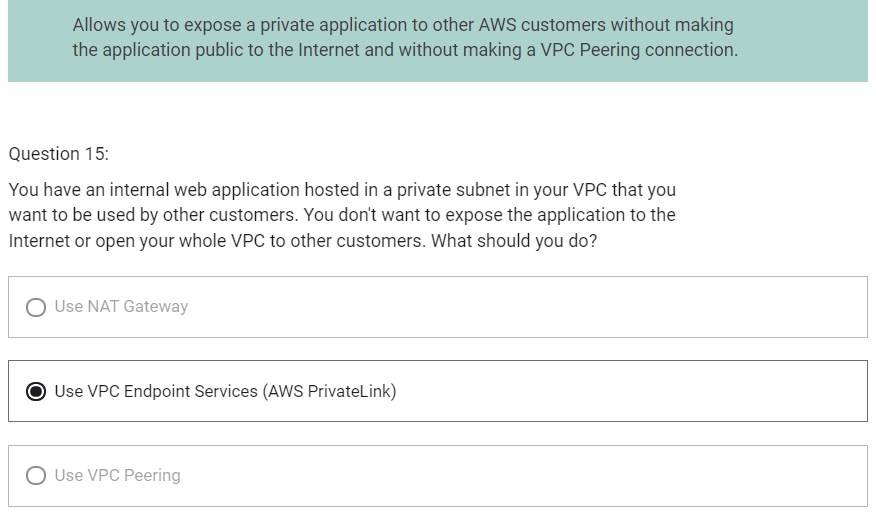 Allows you to expose a private application to other AWS customers without making
the application public to the Internet and without making a VPC Peering connection.
Question 15:
You have an internal web application hosted in a private subnet in your VPC that you
want to be used by other customers. You don't want to expose the application to the
Internet or open your whole VPC to other customers. What should you do?
Use NAT Gateway
Use VPC Endpoint Services (AWS PrivateLink)
Use VPC Peering